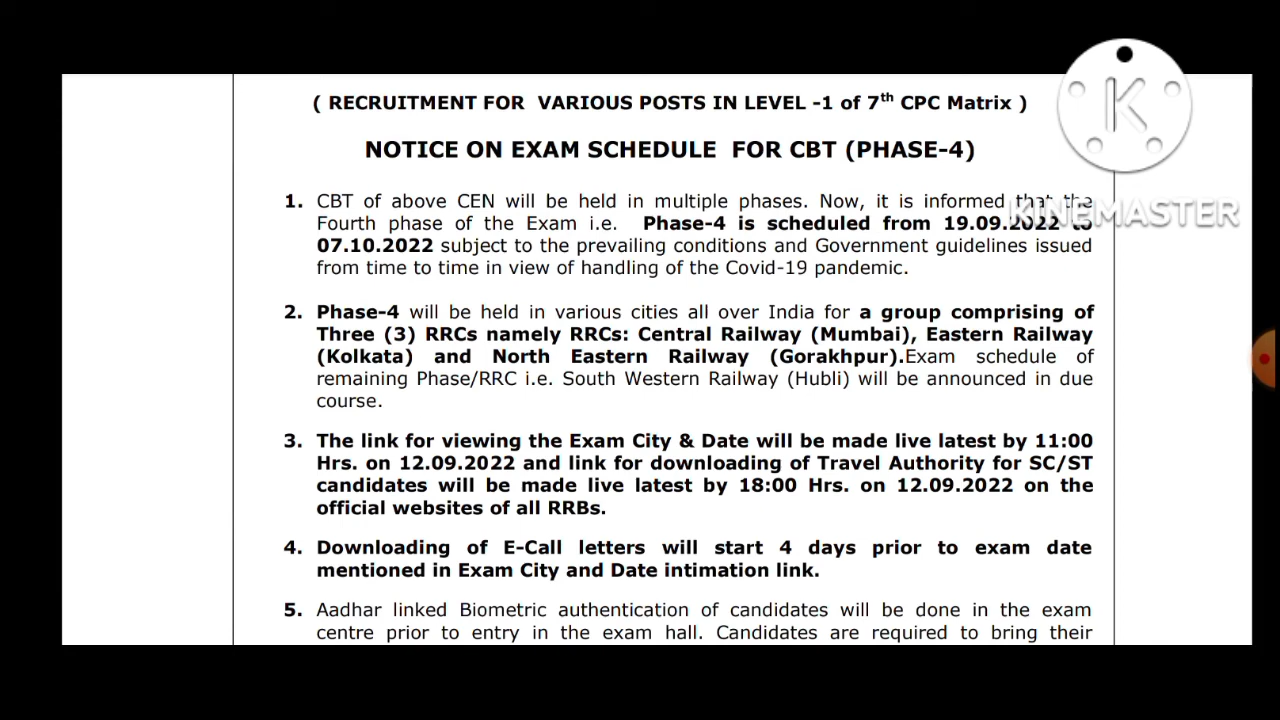 ( RECRUITMENT FOR VARIOUS POSTS IN LEVEL -1 of 7th CPC Matrix )
NOTICE ON EXAM SCHEDULE FOR CBT (PHASE-4)
1. CBT of above CEN will be held in multiple phases. Now, it is informed that the
Fourth phase of the Exam i.e. Phase-4 is scheduled from 19.09.2022 to
07.10.2022 subject to the prevailing conditions and Government guidelines issued
from time to time in view of handling of the Covid-19 pandemic.
2. Phase-4 will be held in various cities all over India for a group comprising of
Three (3) RRCs namely RRCs: Central Railway (Mumbai), Eastern Railway
(Kolkata) and North Eastern Railway (Gorakhpur).Exam schedule of
remaining Phase/RRC i.e. South Western Railway (Hubli) will be announced in due
course.
3. The link for viewing the Exam City & Date will be made live latest by 11:00
Hrs. on 12.09.2022 and link for downloading of Travel Authority for SC/ST
candidates will be made live latest by 18:00 Hrs. on 12.09.2022 on the
official websites of all RRBs.
4. Downloading of E-Call letters will start 4 days prior to exam date
mentioned in Exam City and Date intimation link.
5. Aadhar linked Biometric authentication of candidates will be done in the exam
centre prior to entry in the exam hall. Candidates are required to bring their
K
KINEMASTER